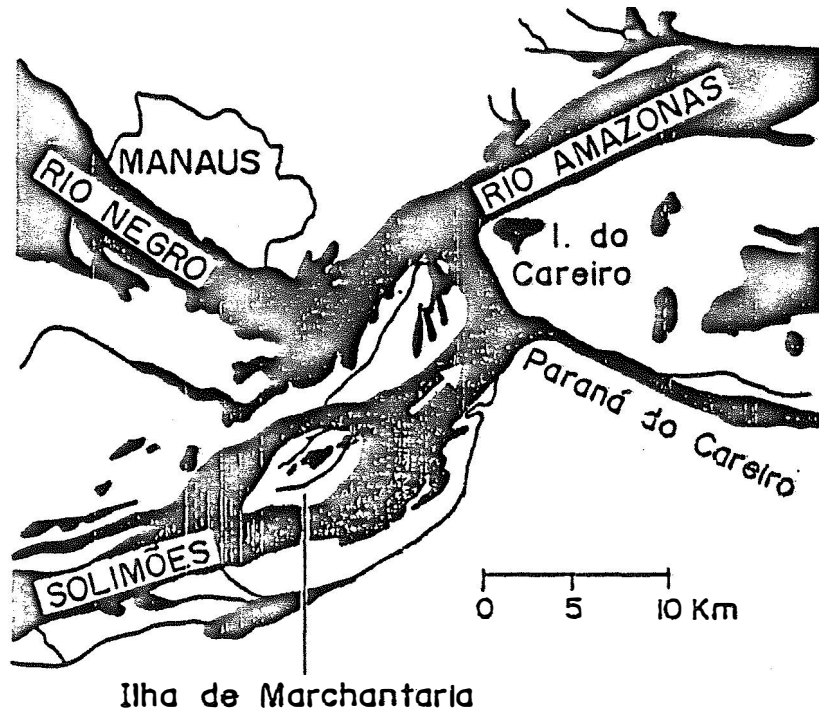 MANAUS
RIO NEGRO
RIO AMAZONAS
I. do
Careiro
Paraná do Careiro
SOLIMÕES
0 5 10 Km
Ilha de Marchantaria